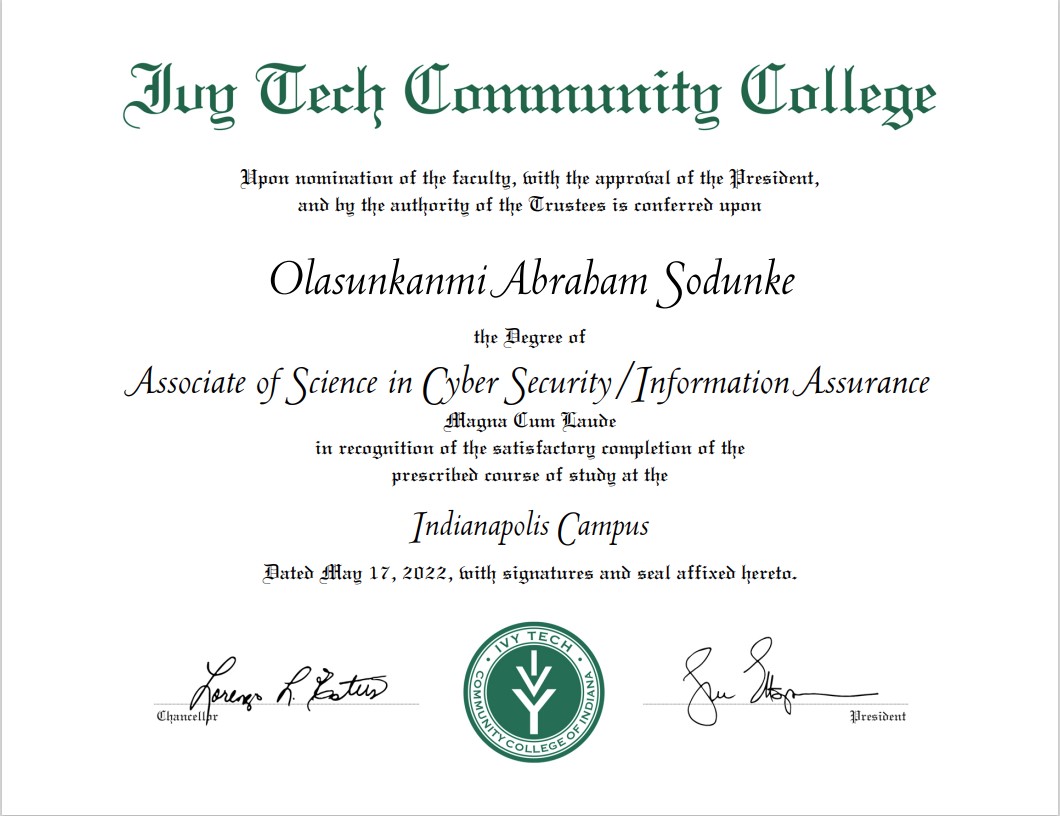 Ivy Tech Community College
Upon nomination of the faculty, with the approval of the President,
and by the authority of the Trustees is conferred upon
Olasunkanmi Abraham Sodunke
the Degree of
Associate of Science in Cyber Security/Information Assurance
Magna Cum Laude
in recognition of the satisfactory completion of the
prescribed course of study at the
Indianapolis Campus
Dated May 17, 2022, with signatures and seal affixed hereto.
Lorenzo L. Esters
Chancellor
IVY TECH
COMMUNITY COLLEGE OF INDIANA
IVY
President